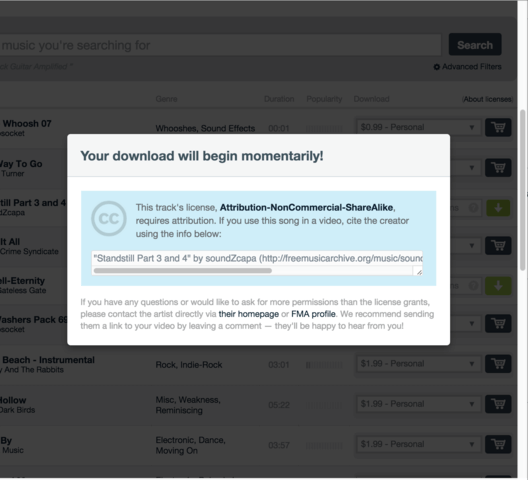 music you're searching for
Search
Advanced Filters
Genre Duration Popularity Download About licenses
Whoosh 07
Whooshes, Sound Effects 00:01 $0.99 - Personal
Way To Go
Turner
Your download will begin momentarily!
CC
This track's license, Attribution-NonCommercial-ShareAlike,
requires attribution. If you use this song in a video, cite the creator
using the info below:
"Standstill Part 3 and 4" by soundZcapa (http://freemusicarchive.org/music/sound
If you have any questions or would like to ask for more permissions than the license grants,
please contact the artist directly via their homepage or FMA profile. We recommend sending
them a link to your video by leaving a comment — they'll be happy to hear from you!
till Part 3 and 4
dZcapa
It All
Crime Syndicate
ll-Eternity
Gateless Gate
Washers Pack 6
osocket
Beach - Instrumental
y And The Rabbits
Rock, Indie-Rock 03:01 $1.99 - Personal
Hollow
Dark Birds
Misc, Weakness,
Reminiscing
05:22 $1.99 - Personal
By
Music
Electronic, Dance,
Moving On
03:57 $1.99 - Personal